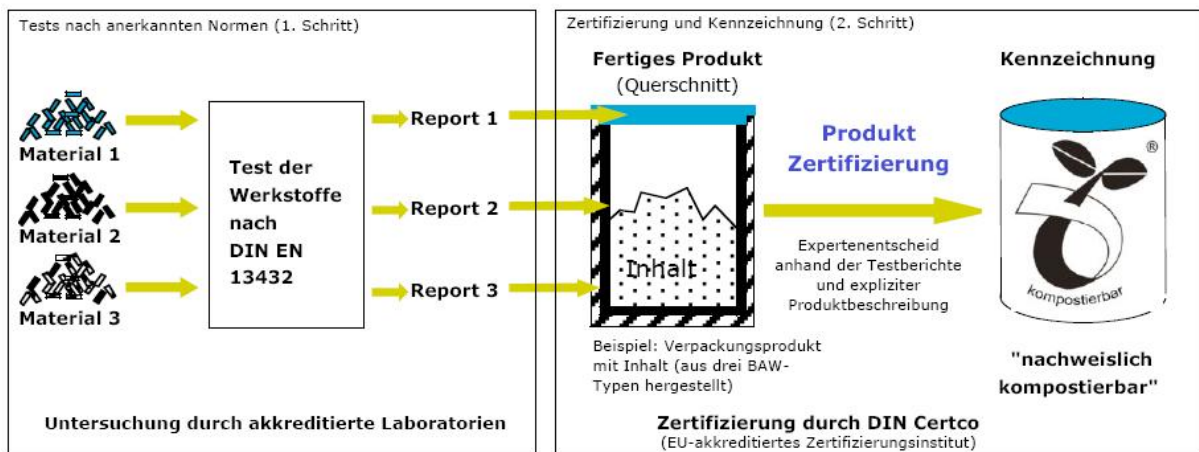 Tests nach anerkannten Normen (1. Schritt)
Material 1
Material 2
Material 3
Test der
Werkstoffe
nach
DIN EN
13432
Report 1
Report 2
Report 3
Untersuchung durch akkreditierte Laboratorien
Zertifizierung und Kennzeichnung (2. Schritt)
Fertiges Produkt
(Querschnitt)
Inhalt
Beispiel: Verpackungsprodukt
mit Inhalt (aus drei BAW-
Typen hergestellt)
Produkt
Zertifizierung
Expertenentscheid
anhand der Testberichte
und expliziter
Produktbeschreibung
Kennzeichnung
®
kompostierbar
"nachweislich
kompostierbar"
Zertifizierung durch DIN Certco
(EU-akkreditiertes Zertifizierungsinstitut)